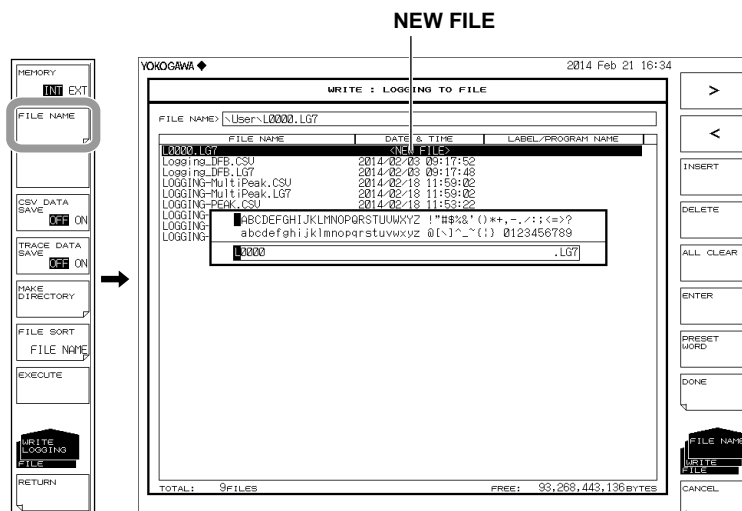 NEW FILE
MEMORY
INT EXT
FILE NAME
CSV DATA
SAVE
OFF ON
TRACE DATA
SAVE
OFF ON
MAKE
DIRECTORY
FILE SORT
FILE NAME
EXECUTE
WRITE
LOGGING
FILE
RETURN
YOKOGAWA
2014 Feb 21 16:34
WRITE : LOGGING TO FILE
FILE NAME> \User\L0000.LG7
FILE NAME DATE & TIME LABEL/PROGRAM NAME
L0000.LG7 <NEW FILE>
Logging_DFB.CSV 2014/02/03 09:17:52
Logging_DFB.LG7 2014/02/03 09:17:48
LOGGING-MultiPeak.CSV 2014/02/18 11:59:02
LOGGING-MultiPeak.LG7 2014/02/18 11:59:02
LOGGING-PEAK.CSV 2014/02/18 11:53:22
LOGGING-
LOGGING-
LOGGING-
ABCDEFGHIJKLMNOPQRSTUVWXYZ !"#$%&'()*+,-./:;<=>?
abcdefghijklmnopqrstuvwxyz @[\]^_~{¦} 0123456789
L0000 .LG7
TOTAL: 9FILES FREE: 93,268,443,136BYTES
>
<
INSERT
DELETE
ALL CLEAR
ENTER
PRESET
WORD
DONE
FILE NAME
WRITE
FILE
CANCEL